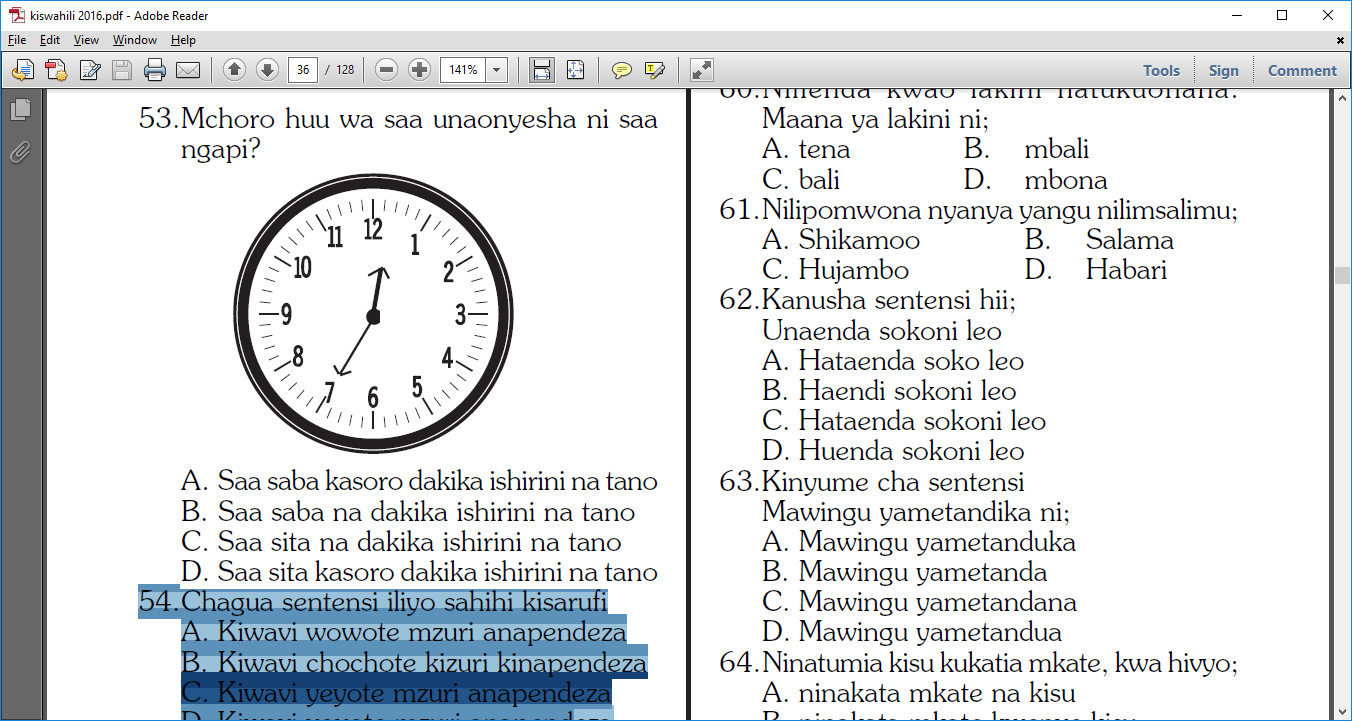 kiswahili 2016.pdf - Adobe Reader
File Edit View Window Help
36 / 128 141% Tools Sign Comment
53. Mchoro huu wa saa unaonyesha ni saa
ngapi?
12
1
2
3
4
5
6
7
8
9
10
11
A. Saa saba kasoro dakika ishirini na tano
B. Saa saba na dakika ishirini na tano
C. Saa sita na dakika ishirini na tano
D. Saa sita kasoro dakika ishirini na tano
54. Chagua sentensi iliyo sahihi kisarufi
A. Kiwavi wowote mzuri anapendeza
B. Kiwavi chochote kizuri kinapendeza
C. Kiwavi yeyote mzuri anapendeza
60. kwao lakini hatukuonana.
Maana ya lakini ni;
A. tena B. mbali
C. bali D. mbona
61. Nilipomwona nyanya yangu nilimsalimu;
A. Shikamoo B. Salama
C. Hujambo D. Habari
62. Kanusha sentensi hii;
Unaenda sokoni leo
A. Hataenda soko leo
B. Haendi sokoni leo
C. Hataenda sokoni leo
D. Huenda sokoni leo
63. Kinyume cha sentensi
Mawingu yametandika ni;
A. Mawingu yametanduka
B. Mawingu yametanda
C. Mawingu yametandana
D. Mawingu yametandua
64. Ninatumia kisu kukatia mkate, kwa hivyo;
A. ninakata mkate na kisu